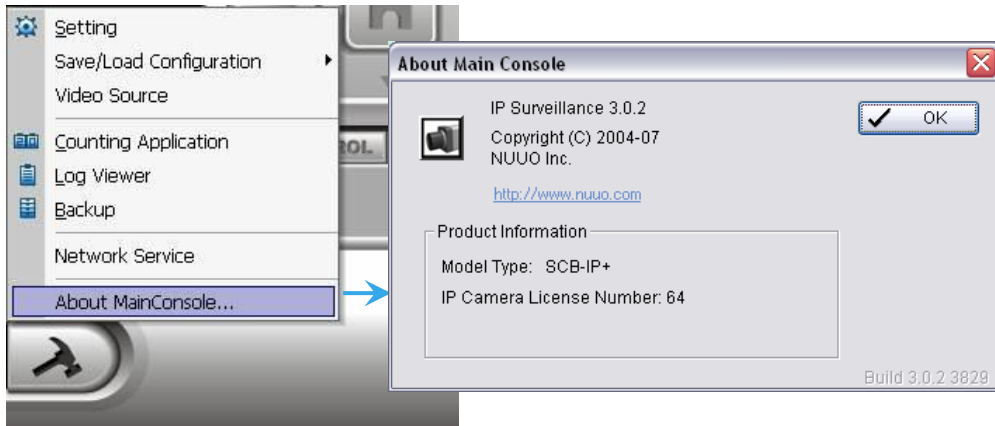 Setting
Save/Load Configuration
Video Source
Counting Application
Log Viewer
Backup
Network Service
About MainConsole...
OL
About Main Console
IP Surveillance 3.0.2
Copyright (C) 2004-07
NUUO Inc.
http://www.nuuo.com
OK
Product Information
Model Type: SCB-IP+
IP Camera License Number: 64
Build 3.0.2 3829